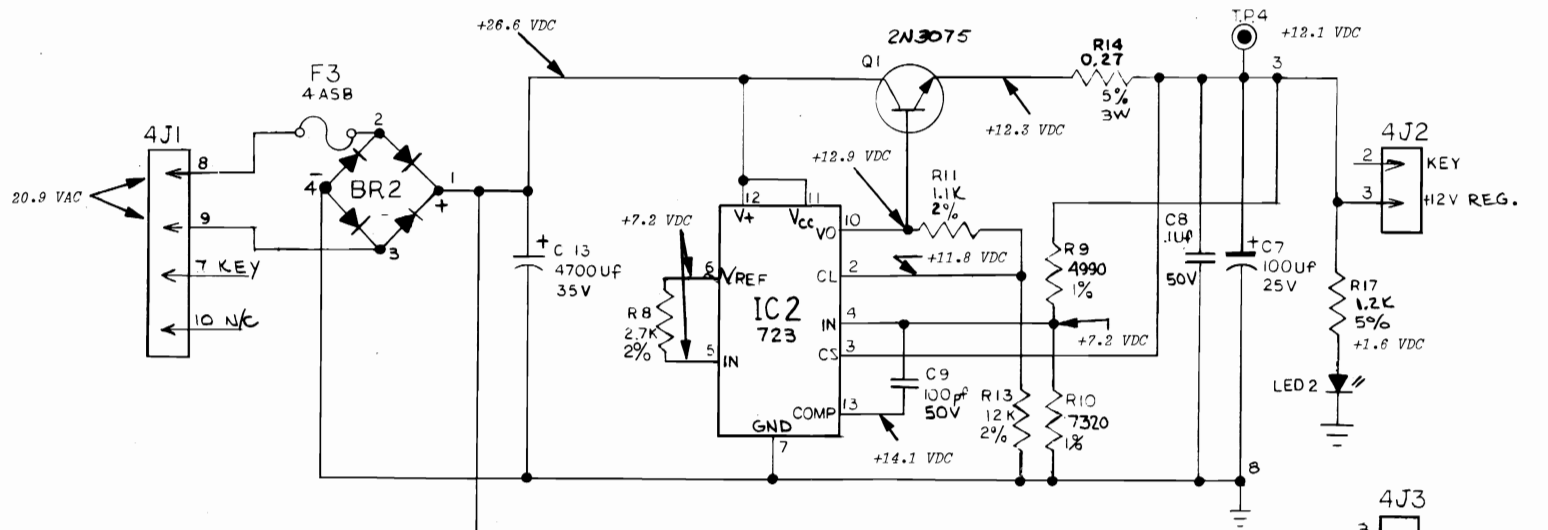 +26.6 VDC
2N3075
T.P.4
+12.1 VDC
Q1
R14
0.27
5%
3W
3
F3
4ASB
+12.3 VDC
4J1
8
2
4J2
2
KEY
3
+12V REG.
+12.9 VDC
20.9 VAC
4
-
BR2
1
+
R11
1.1K
2%
12
11
V+
VCC
VO
10
+7.2 VDC
9
3
+
C 13
4700Uf
35V
6
VREF
CL
2
+11.8 VDC
R9
4990
1%
C8
.1Uf
50V
+
C7
100Uf
25V
7 KEY
R8
2.7K
2%
IC2
723
IN
4
+7.2 VDC
R17
1.2K
5%
+1.6 VDC
10 N/C
5
IN
CS
3
C9
100pf
50V
LED2
COMP
13
R13
12K
2%
R10
7320
1%
GND
7
+14.1 VDC
8
4J3
3